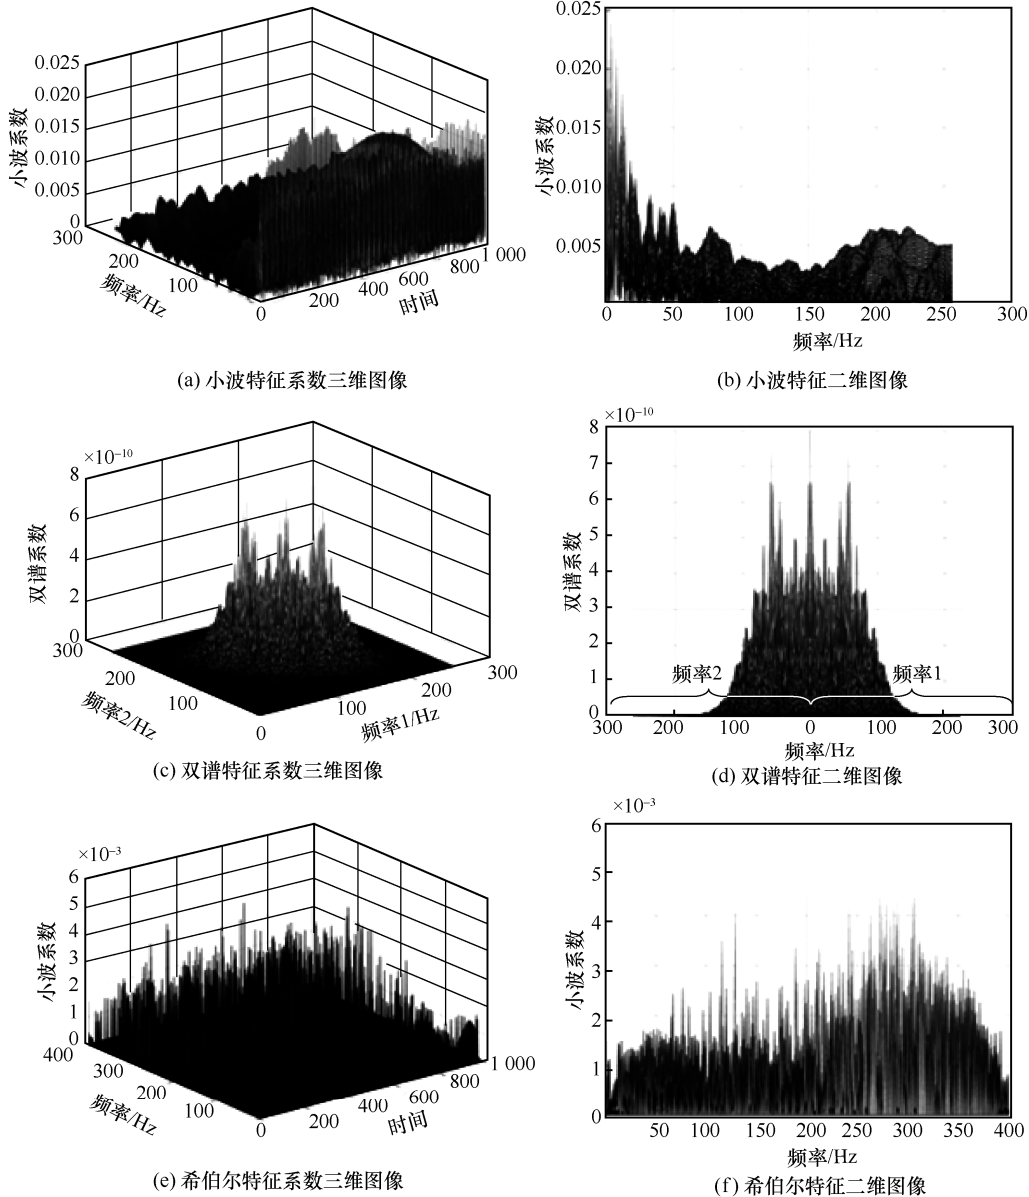 0.025
0.020
0.015
0.010
0.005
0
小波系数
300
200
100
0
频率/Hz
200
400
600
800
1 000
时间
(a) 小波特征系数三维图像
0.025
0.020
0.015
0.010
0.005
小波系数
0 50 100 150 200 250 300
频率/Hz
(b) 小波特征二维图像
×10⁻¹⁰
8
6
4
2
0
双谱系数
300
200
100
0
频率2/Hz
100
200
300
频率1/Hz
(c) 双谱特征系数三维图像
×10⁻¹⁰
8
7
6
5
4
3
2
1
0
双谱系数
频率2 频率1
300 200 100 0 100 200 300
频率/Hz
(d) 双谱特征二维图像
×10⁻³
6
5
4
3
2
1
0
小波系数
400
300
200
100
0
频率/Hz
200
400
600
800
1 000
时间
(e) 希伯尔特征系数三维图像
×10⁻³
6
5
4
3
2
1
0
小波系数
50 100 150 200 250 300 350 400
频率/Hz
(f) 希伯尔特征二维图像